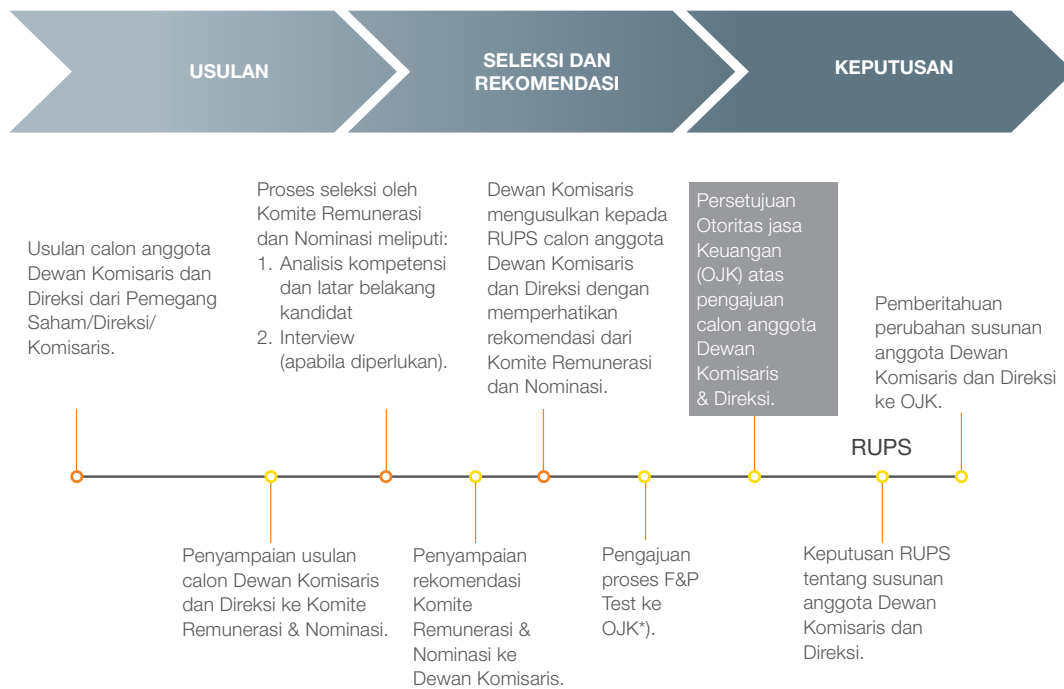 USULAN
SELEKSI DAN
REKOMENDASI
KEPUTUSAN
Usulan calon anggota
Dewan Komisaris dan
Direksi dari Pemegang
Saham/Direksi/
Komisaris.
Proses seleksi oleh
Komite Remunerasi
dan Nominasi meliputi:
1. Analisis kompetensi
dan latar belakang
kandidat
2. Interview
(apabila diperlukan).
Dewan Komisaris
mengusulkan kepada
RUPS calon anggota
Dewan Komisaris
dan Direksi dengan
memperhatikan
rekomendasi dari
Komite Remunerasi
dan Nominasi.
Persetujuan
Otoritas jasa
Keuangan
(OJK) atas
pengajuan
calon anggota
Dewan
Komisaris
& Direksi.
Pemberitahuan
perubahan susunan
anggota Dewan
Komisaris dan Direksi
ke OJK.
RUPS
Penyampaian usulan
calon Dewan Komisaris
dan Direksi ke Komite
Remunerasi & Nominasi.
Penyampaian
rekomendasi
Komite
Remunerasi &
Nominasi ke
Dewan Komisaris.
Pengajuan
proses F&P
Test ke
OJK*).
Keputusan RUPS
tentang susunan
anggota Dewan
Komisaris dan
Direksi.